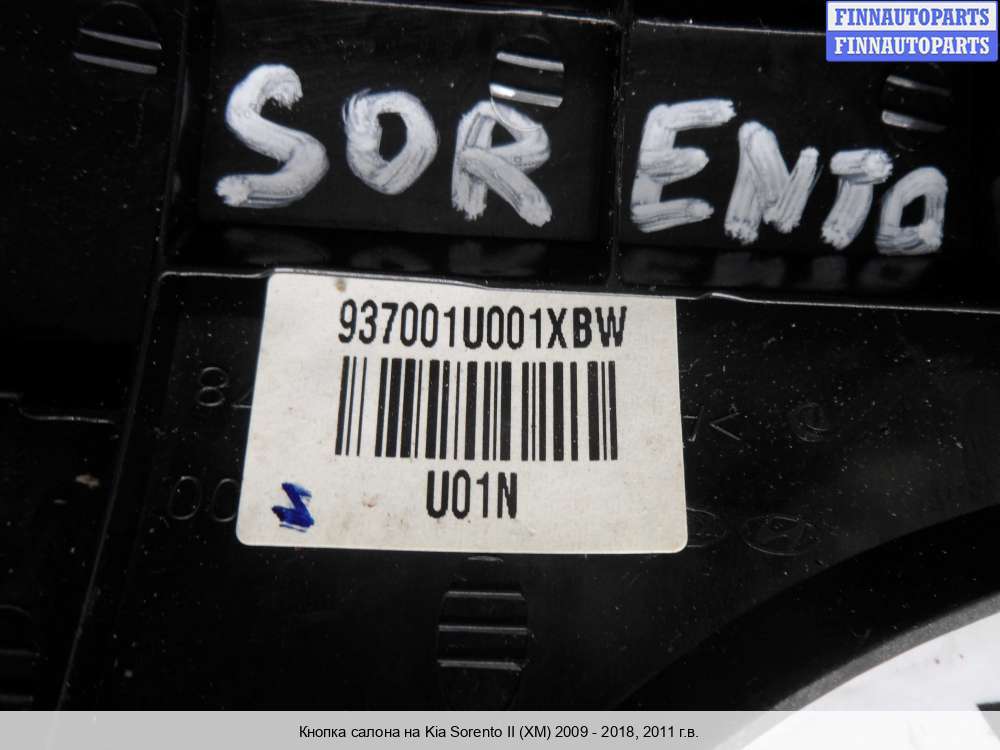 FINNAUTOPARTS
FINNAUTOPARTS
SORENTO
937001U001XBW
U01N
Кнопка салона на Kia Sorento II (XM) 2009 - 2018, 2011 г.в.